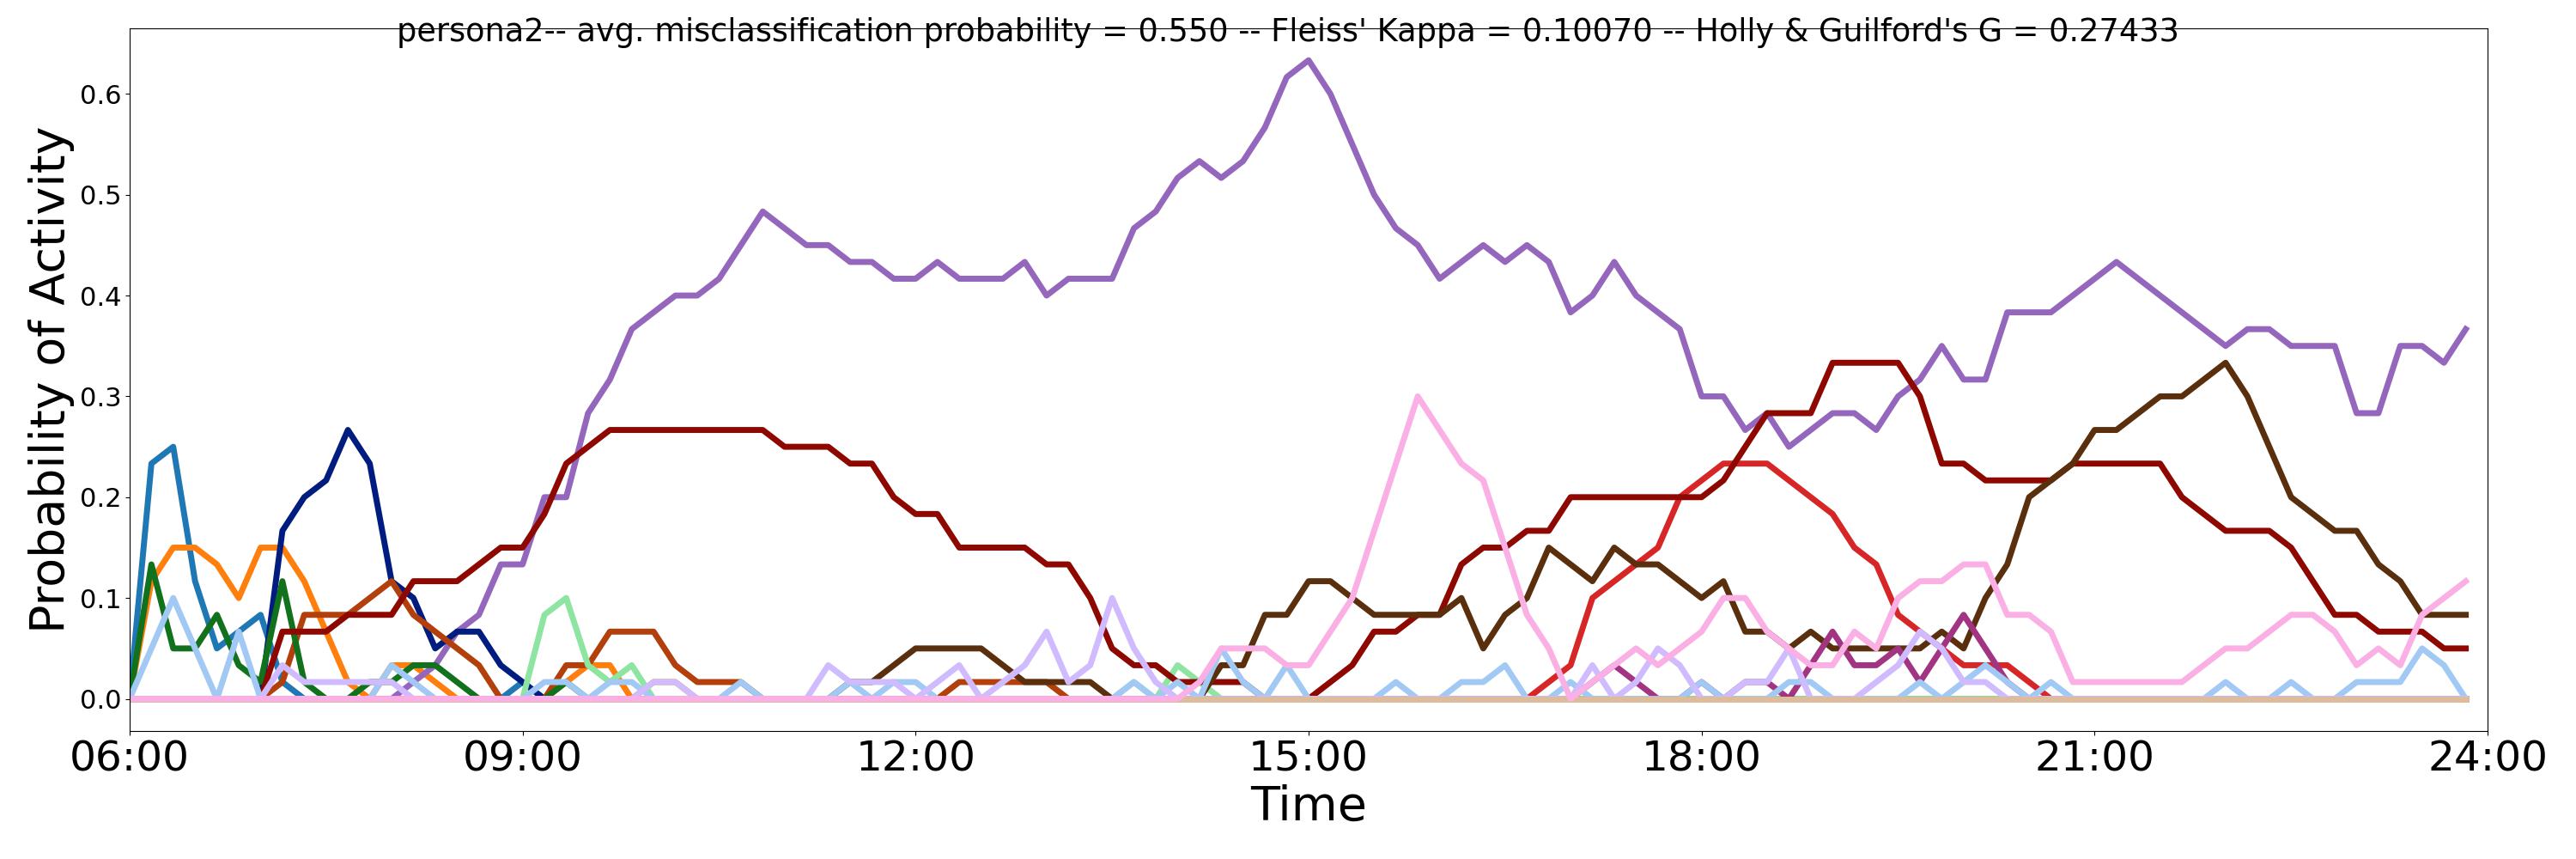 persona2-- avg. misclassification probability = 0.550 -- Fleiss' Kappa = 0.10070 -- Holly & Guilford's G = 0.27433
Probability of Activity
0.6
0.5
0.4
0.3
0.2
0.1
0.0
06:00 09:00 12:00 15:00 18:00 21:00 24:00
Time